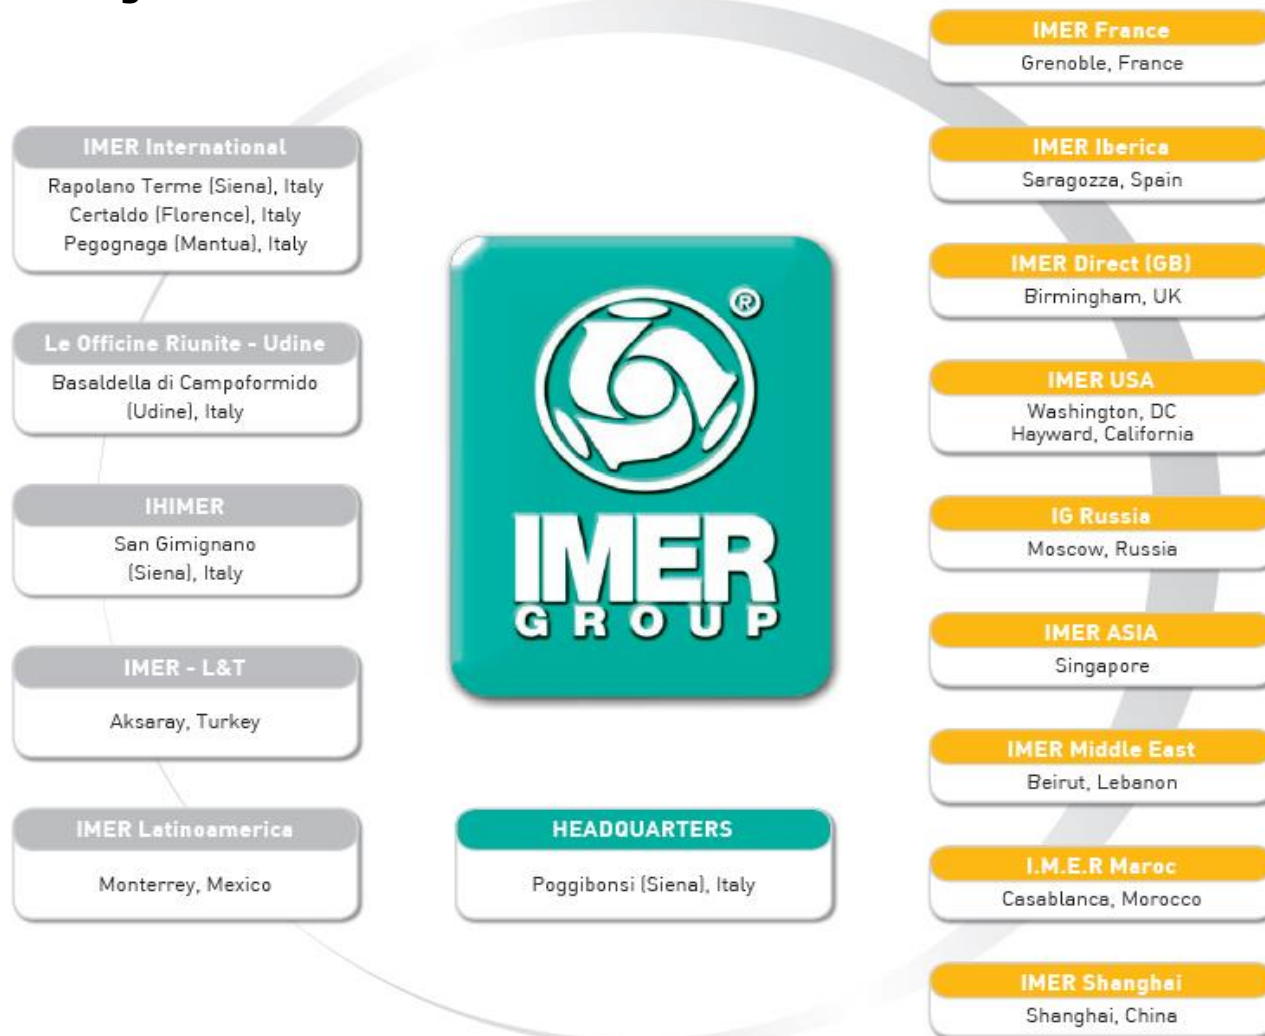 IMER International
Rapolano Terme (Siena), Italy
Certaldo (Florence), Italy
Pegognaga (Mantua), Italy
Le Officine Riunite - Udine
Basaldella di Campoformido
(Udine), Italy
IHIMER
San Gimignano
(Siena), Italy
IMER - L&T
Aksaray, Turkey
IMER Latinoamerica
Monterrey, Mexico
®
IMER
GROUP
HEADQUARTERS
Poggibonsi (Siena), Italy
IMER France
Grenoble, France
IMER Iberica
Saragozza, Spain
IMER Direct (GB)
Birmingham, UK
IMER USA
Washington, DC
Hayward, California
IG Russia
Moscow, Russia
IMER ASIA
Singapore
IMER Middle East
Beirut, Lebanon
I.M.E.R Maroc
Casablanca, Morocco
IMER Shanghai
Shanghai, China